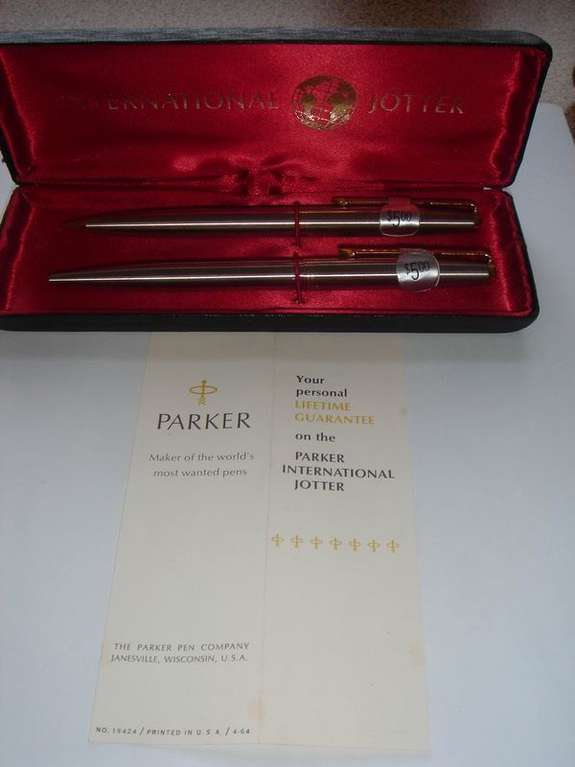 INTERNATIONAL JOTTER
$5.00
$5.00
PARKER
Maker of the world's
most wanted pens
THE PARKER PEN COMPANY
JANESVILLE, WISCONSIN, U.S.A.
NO. 19424 / PRINTED IN U.S.A. / 4-64
Your
personal
LIFETIME
GUARANTEE
on the
PARKER
INTERNATIONAL
JOTTER